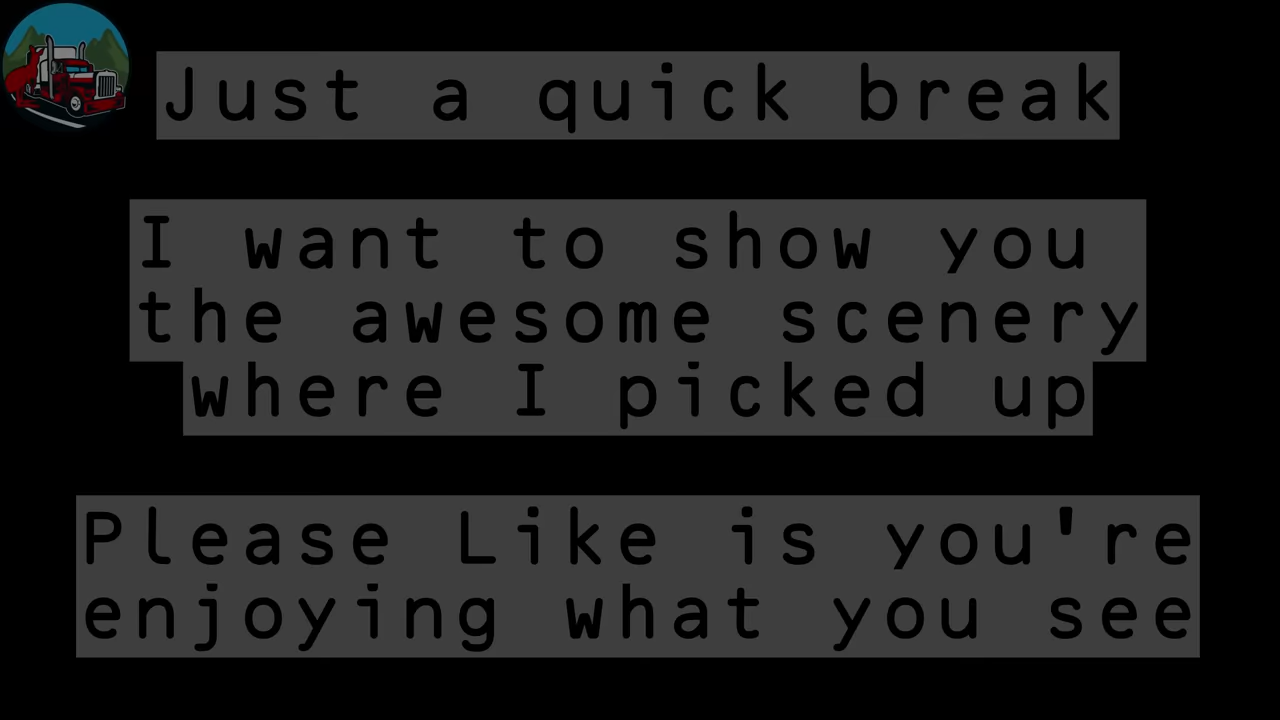 Just a quick break
I want to show you
the awesome scenery
where I picked up
Please Like is you're
enjoying what you see